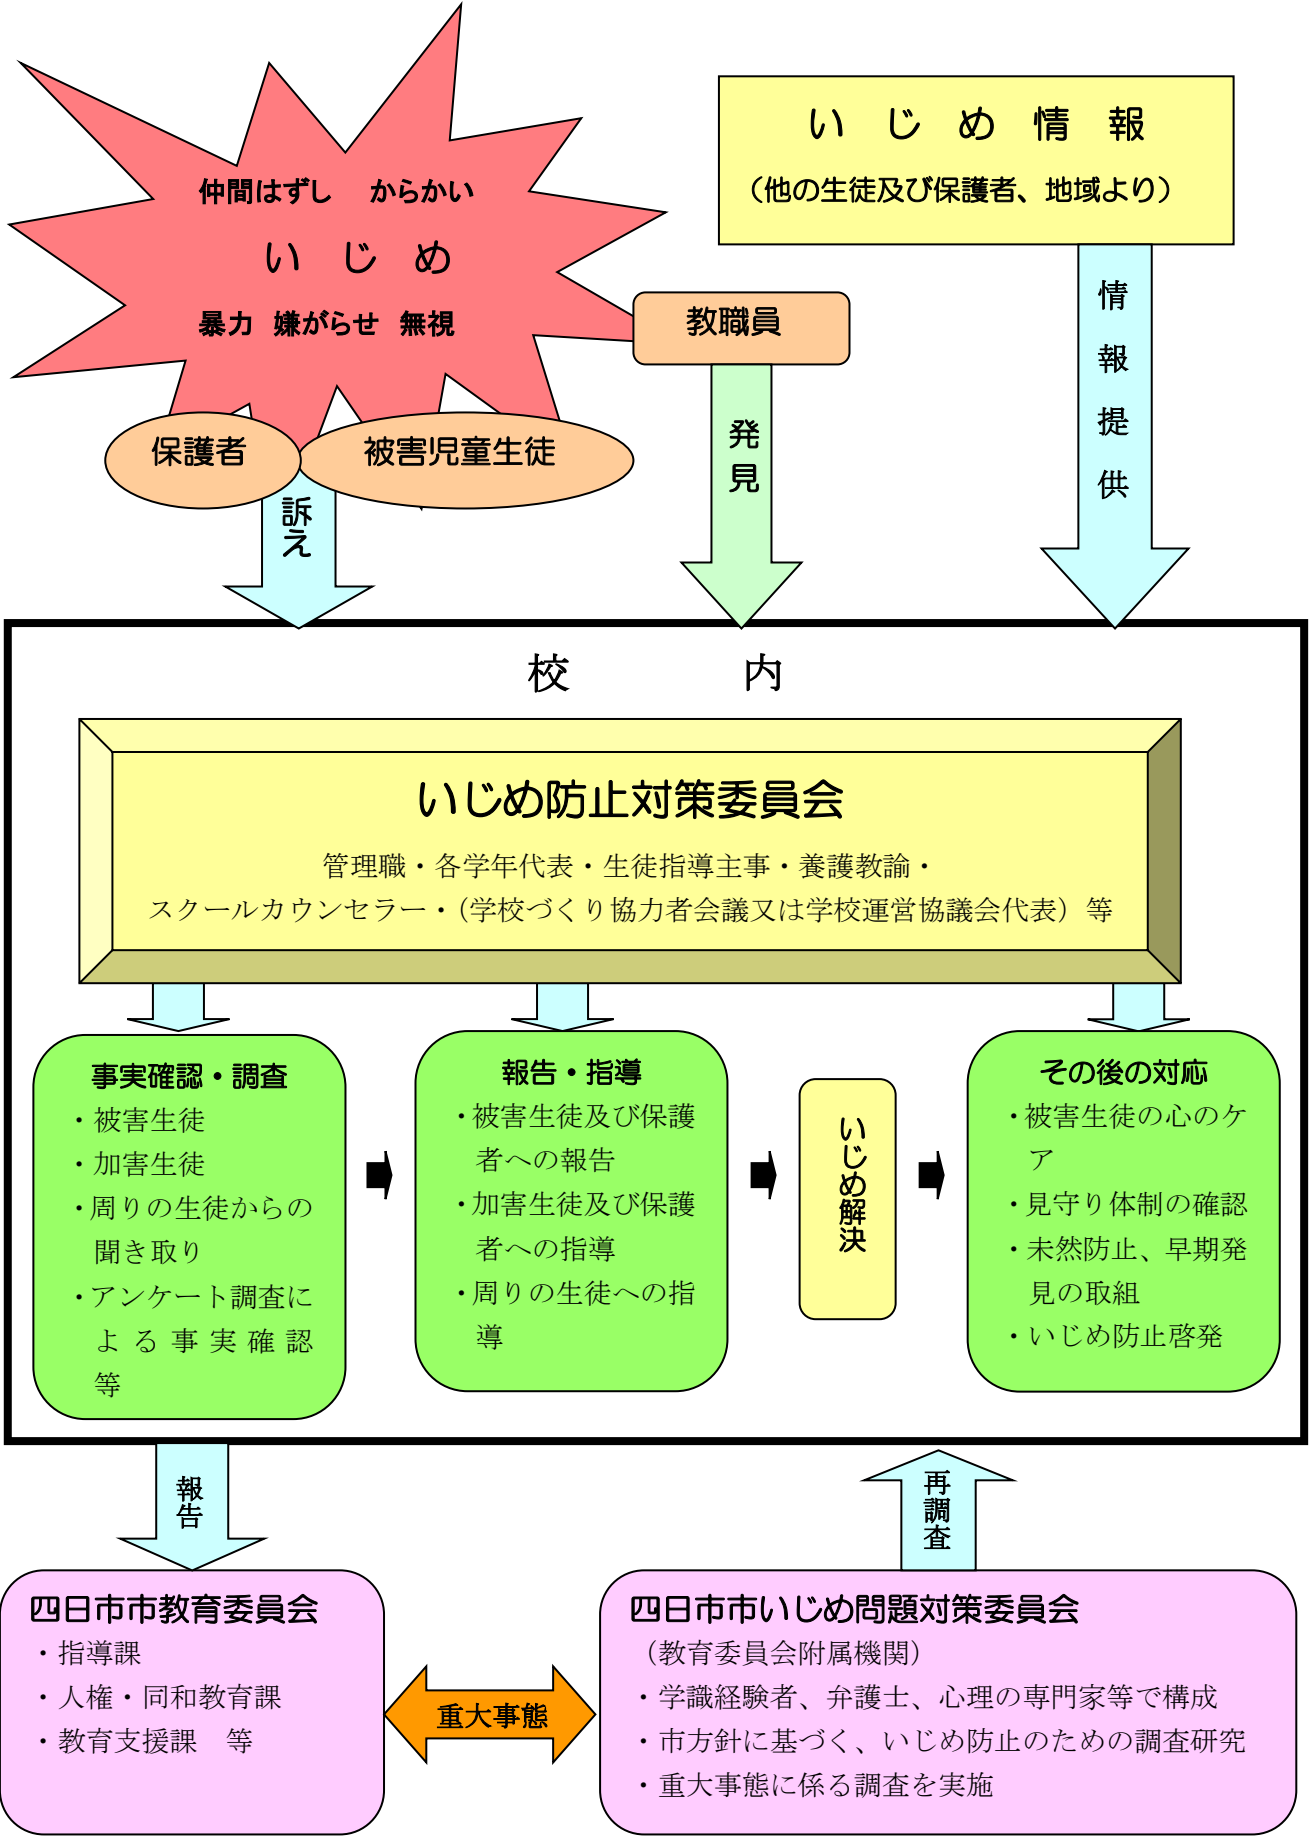 仲間はずし　からかい
い　じ　め
暴力　嫌がらせ　無視
い　じ　め　情　報
（他の生徒及び保護者、地域より）
教職員
保護者
被害児童生徒
訴え
発見
情報提供
校　内
いじめ防止対策委員会
管理職・各学年代表・生徒指導主事・養護教諭・
スクールカウンセラー・（学校づくり協力者会議又は学校運営協議会代表）等
事実確認・調査
・被害生徒
・加害生徒
・周りの生徒からの
聞き取り
・アンケート調査に
よる事実確認
等
報告・指導
・被害生徒及び保護
者への報告
・加害生徒及び保護
者への指導
・周りの生徒への指
導
いじめ解決
その後の対応
・被害生徒の心のケ
ア
・見守り体制の確認
・未然防止、早期発
見の取組
・いじめ防止啓発
報告
再調査
四日市市教育委員会
・指導課
・人権・同和教育課
・教育支援課　等
重大事態
四日市市いじめ問題対策委員会
（教育委員会附属機関）
・学識経験者、弁護士、心理の専門家等で構成
・市方針に基づく、いじめ防止のための調査研究
・重大事態に係る調査を実施